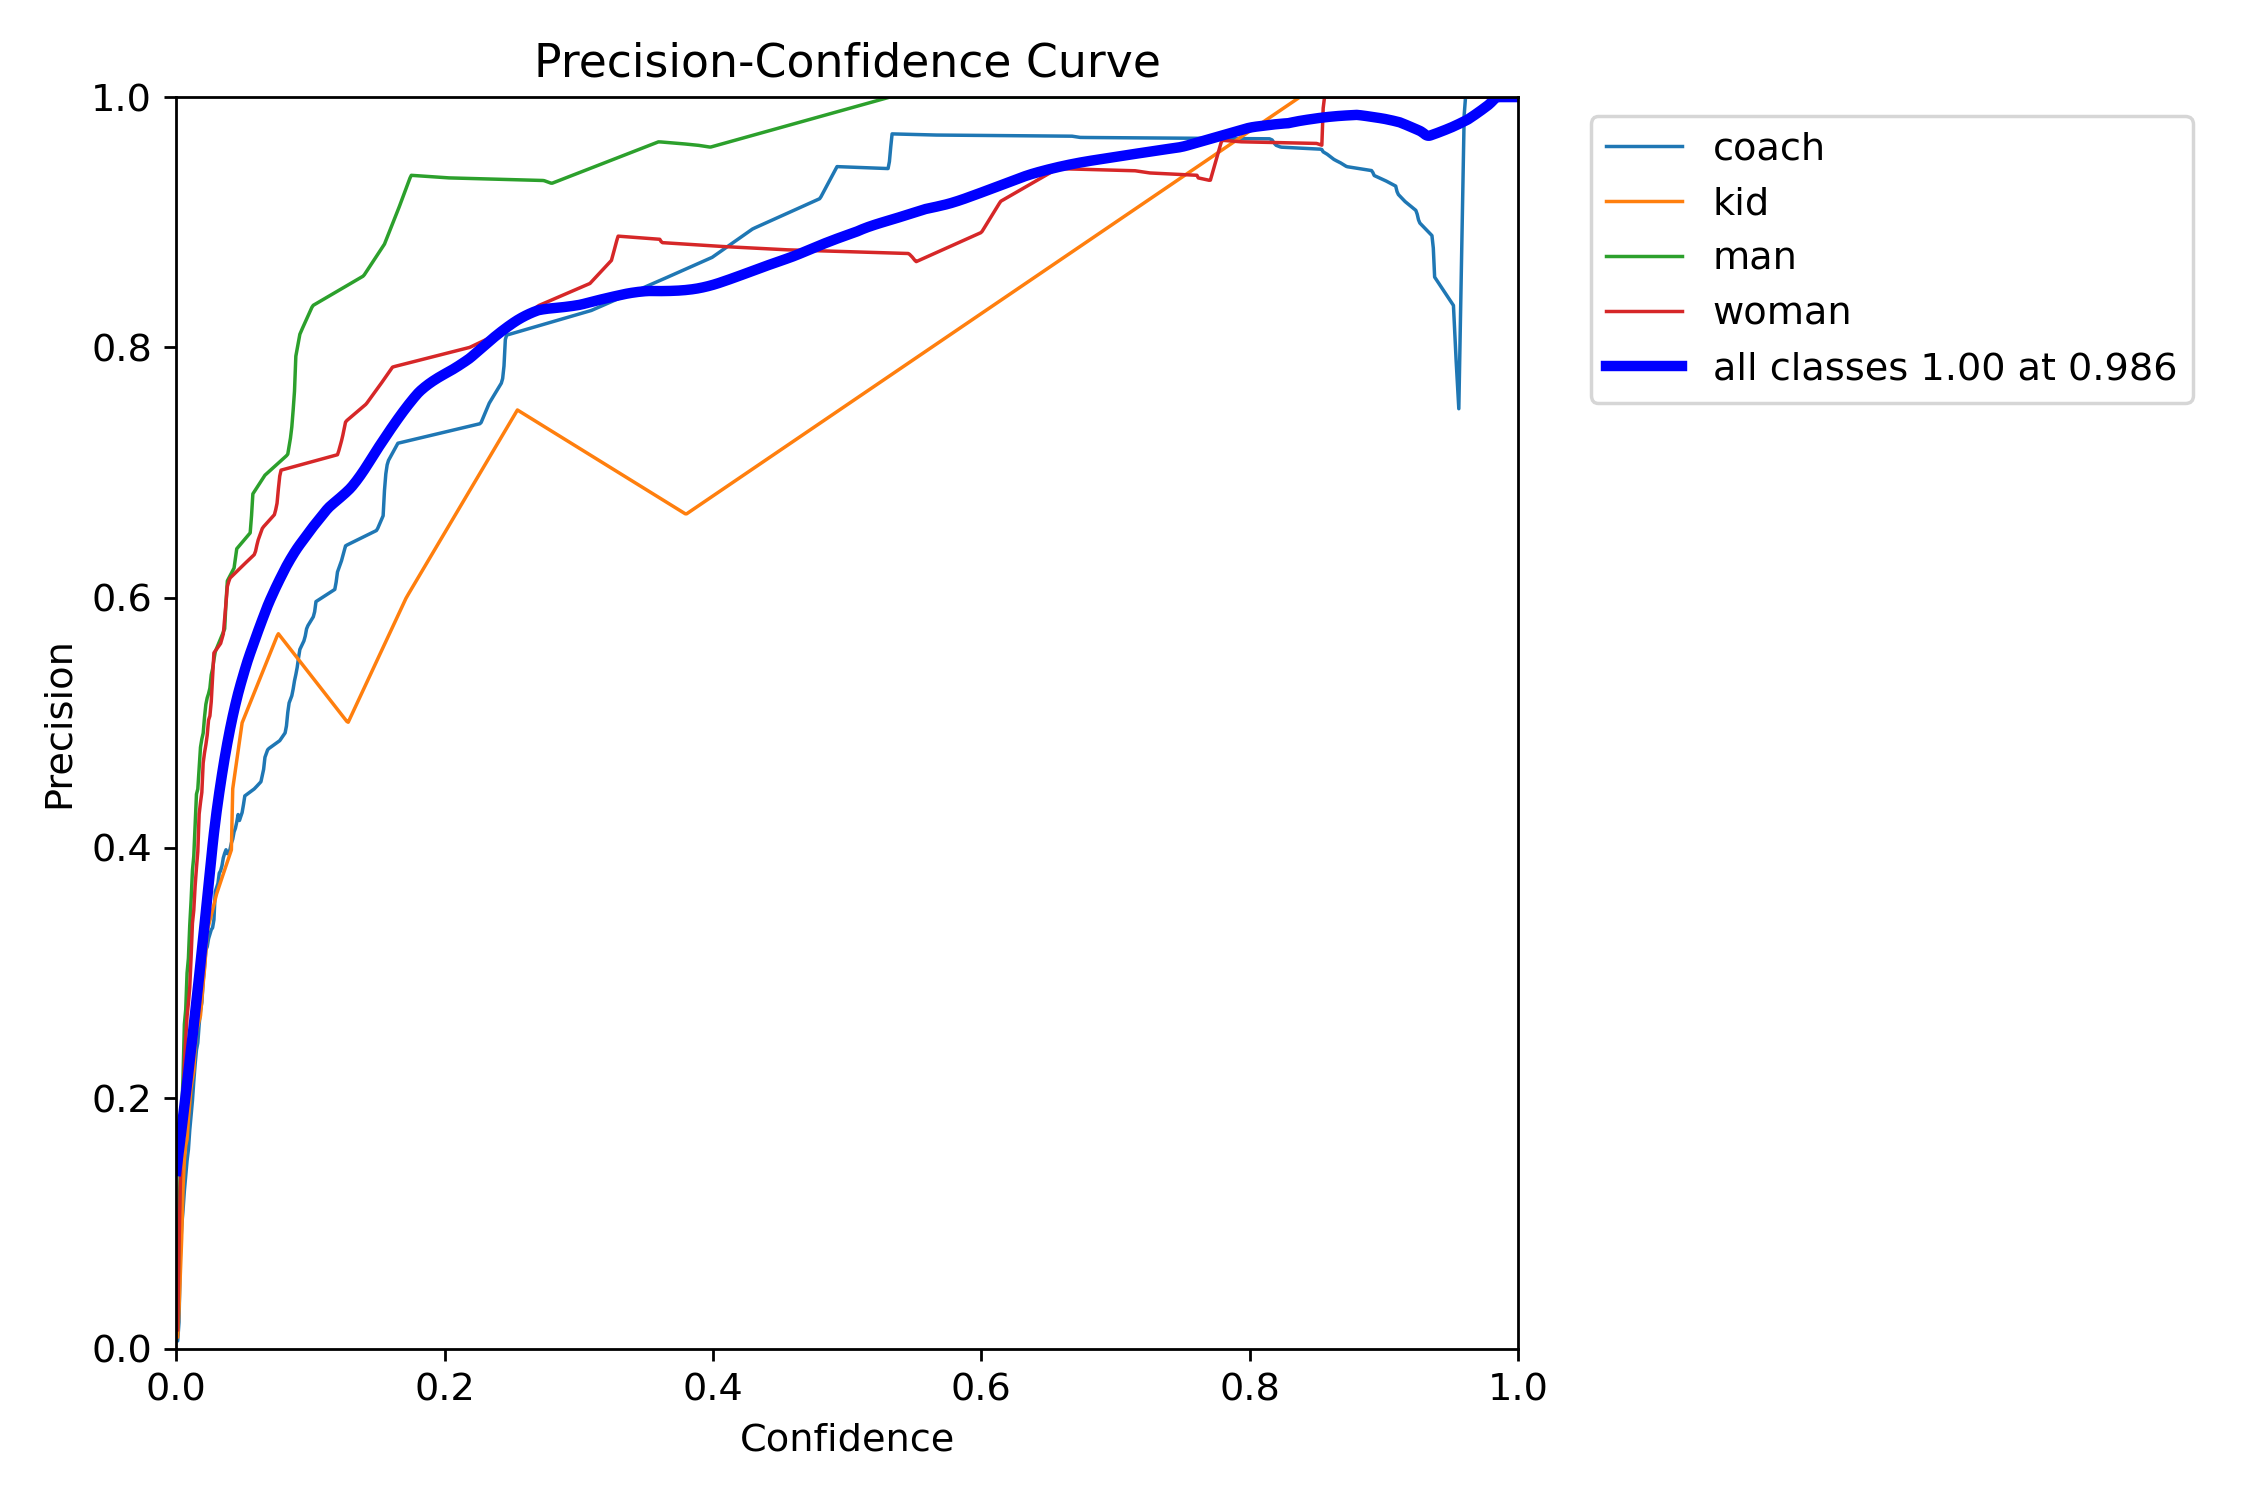 Precision-Confidence Curve
1.0
0.8
0.6
0.4
0.2
0.0
Precision
0.0 0.2 0.4 0.6 0.8 1.0
Confidence
coach
kid
man
woman
all classes 1.00 at 0.986